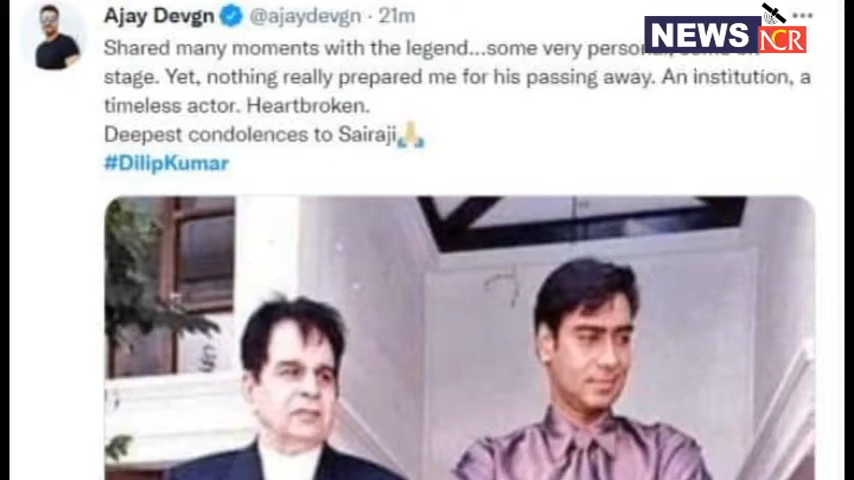 Ajay Devgn @ajaydevgn · 21m
NEWS NCR
Shared many moments with the legend...some very
stage. Yet, nothing really prepared me for his passing away. An institution, a
timeless actor. Heartbroken.
Deepest condolences to Sairaji🙏
#DilipKumar